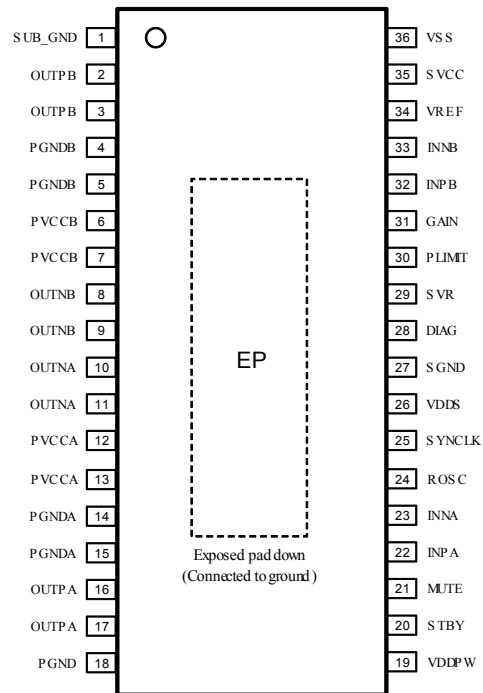 SUB_GND 1 36 VSS
OUTPB 2 35 SVCC
OUTPB 3 34 VREF
PGNDB 4 33 INNB
PGNDB 5 32 INPB
PVCCB 6 31 GAIN
PVCCB 7 30 PLIMIT
OUTNB 8 29 SVR
OUTNB 9 28 DIAG
OUTNA 10 27 SGND
EP
OUTNA 11 26 VDDS
PVCCA 12 25 SYNCLK
PVCCA 13 24 ROSC
PGNDA 14 23 INNA
PGNDA 15 22 INPA
Exposed pad down
(Connected to ground)
OUTPA 16 21 MUTE
OUTPA 17 20 STBY
PGND 18 19 VDDPW